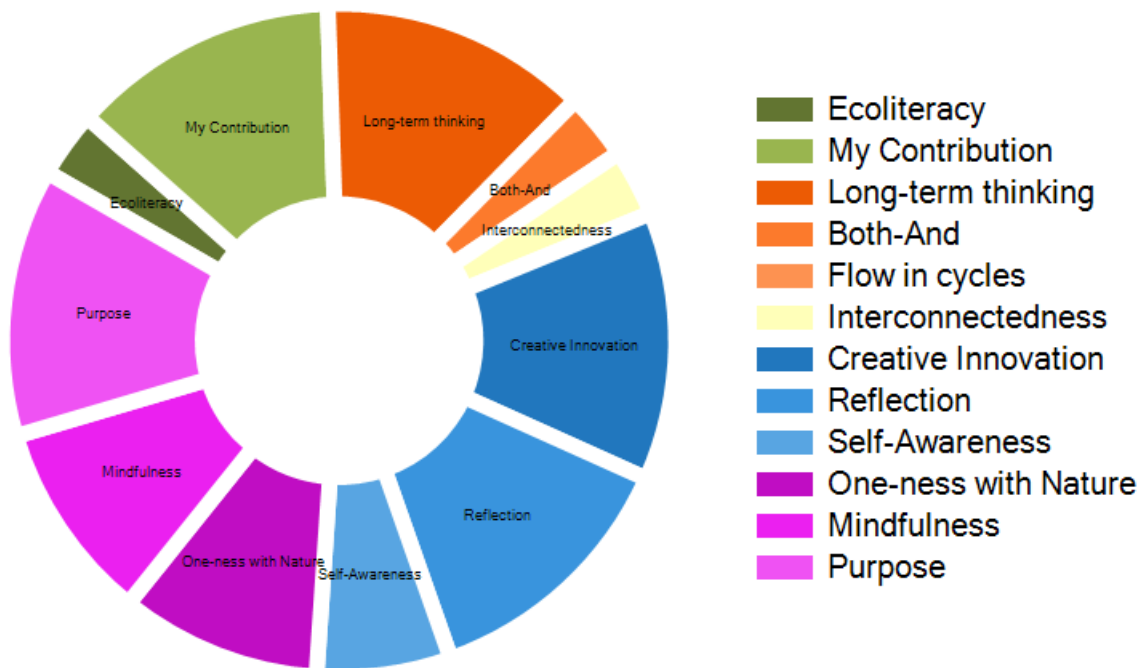 My Contribution
Long-term thinking
Both-And
Ecoliteracy
Interconnectedness
Purpose
Creative Innovation
Mindfulness
Reflection
One-ness with Nature
Self-Awareness
Ecoliteracy
My Contribution
Long-term thinking
Both-And
Flow in cycles
Interconnectedness
Creative Innovation
Reflection
Self-Awareness
One-ness with Nature
Mindfulness
Purpose